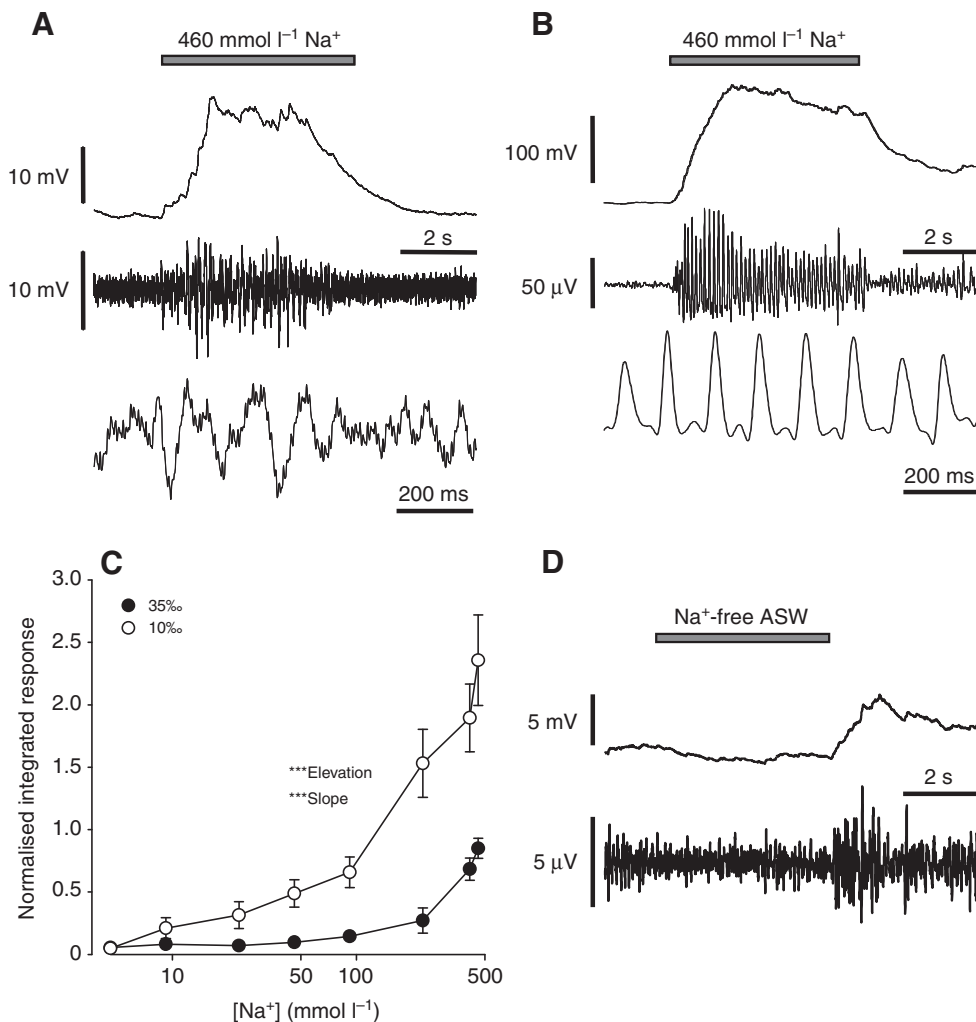 A
460 mmol l⁻¹ Na⁺
10 mV
2 s
10 mV
200 ms
B
460 mmol l⁻¹ Na⁺
100 mV
2 s
50 μV
200 ms
C
Normalised integrated response
3.0
2.5
2.0
1.5
1.0
0.5
0
35‰
10‰
***Elevation
***Slope
10
50
100
500
[Na⁺] (mmol l⁻¹)
D
Na⁺-free ASW
5 mV
2 s
5 μV